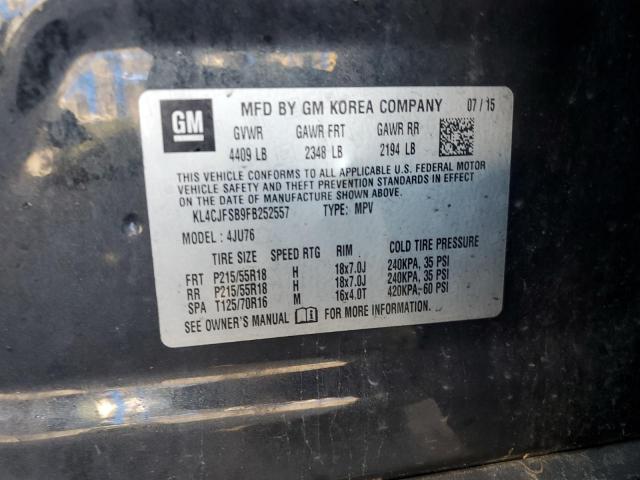 GM MFD BY GM KOREA COMPANY 07 / 15
GVWR GAWR FRT GAWR RR
4409 LB 2348 LB 2194 LB
THIS VEHICLE CONFORMS TO ALL APPLICABLE U.S. FEDERAL MOTOR
VEHICLE SAFETY AND THEFT PREVENTION STANDARDS IN EFFECT
ON THE DATE OF MANUFACTURE SHOWN ABOVE.
KL4CJFSB9FB252557 TYPE: MPV
MODEL: 4JU76
TIRE SIZE SPEED RTG RIM COLD TIRE PRESSURE
FRT P215/55R18 H 18x7.0J 240KPA, 35 PSI
RR P215/55R18 H 18x7.0J 240KPA, 35 PSI
SPA T125/70R16 M 16x4.0T 420KPA, 60 PSI
SEE OWNER'S MANUAL FOR MORE INFORMATION.